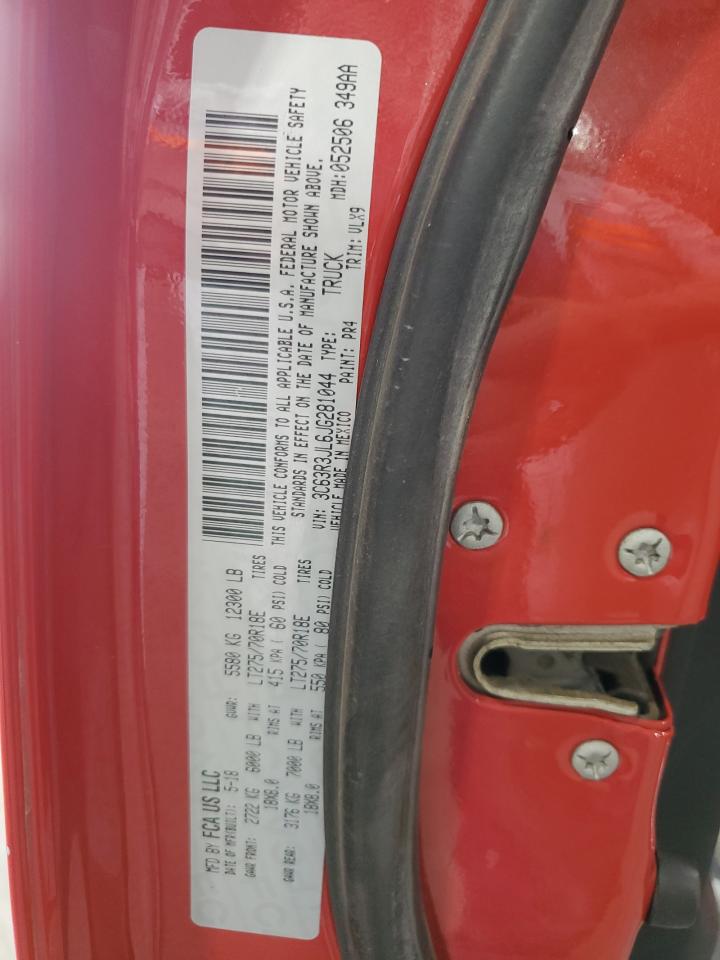 MFD BY FCA US LLC
DATE OF MFR(BUILT): 5-18 GVWR: 5580 KG 12300 LB
GAWR FRONT: 2722 KG 6000 LB WITH LT275/70R18E TIRES
18X8.0 RIMS AT 415 KPA ( 60 PSI) COLD
GAWR REAR: 3176 KG 7000 LB WITH LT275/70R18E TIRES
18X8.0 RIMS AT 550 KPA ( 80 PSI) COLD
THIS VEHICLE CONFORMS TO ALL APPLICABLE U.S.A. FEDERAL MOTOR VEHICLE SAFETY
STANDARDS IN EFFECT ON THE DATE OF MANUFACTURE SHOWN ABOVE.
VIN: 3C63R3JL6JG281044 TYPE: TRUCK MDH:052506 349AA
VEHICLE MADE IN MEXICO PAINT: PR4 TRIM: VLX9